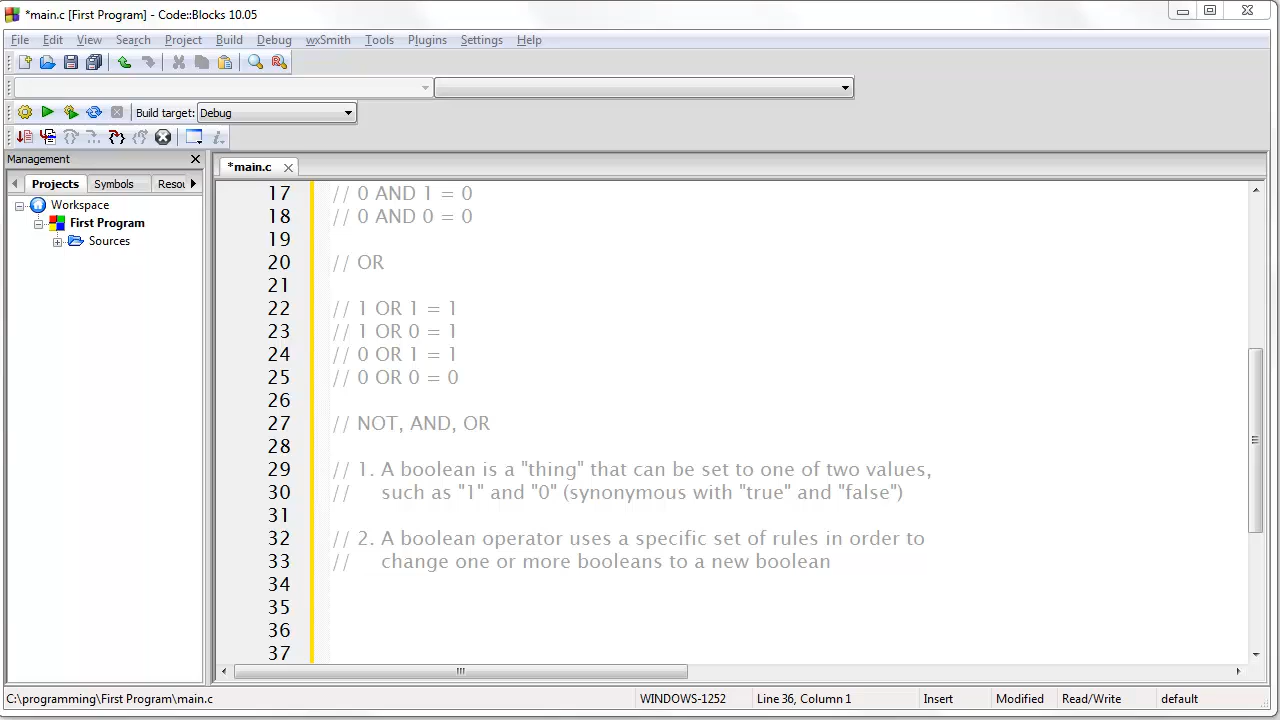 *main.c [First Program] - Code::Blocks 10.05
File Edit View Search Project Build Debug wxSmith Tools Plugins Settings Help
Build target: Debug
Management
Projects Symbols
Workspace
First Program
Sources
*main.c
17 // 0 AND 1 = 0
18 // 0 AND 0 = 0
19
20 // OR
21
22 // 1 OR 1 = 1
23 // 1 OR 0 = 1
24 // 0 OR 1 = 1
25 // 0 OR 0 = 0
26
27 // NOT, AND, OR
28
29 // 1. A boolean is a "thing" that can be set to one of two values,
30 // such as "1" and "0" (synonymous with "true" and "false")
31
32 // 2. A boolean operator uses a specific set of rules in order to
33 // change one or more booleans to a new boolean
34
35
36
37
C:\programming\First Program\main.c WINDOWS-1252 Line 36, Column 1 Insert Modified Read/Write default